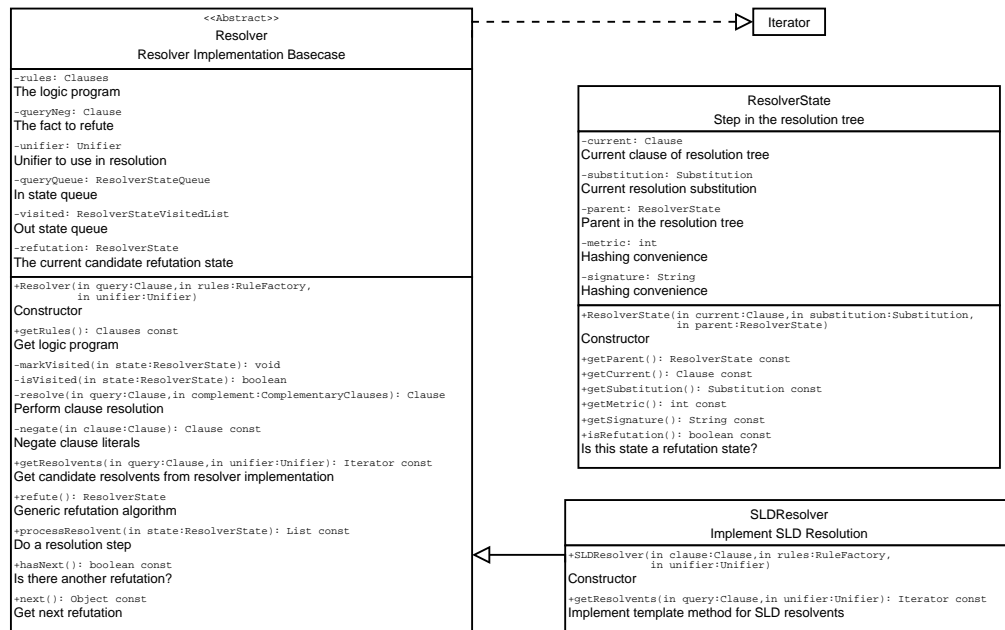 <<Abstract>>
Resolver
Resolver Implementation Basecase
-rules: Clauses
The logic program
-queryNeg: Clause
The fact to refute
-unifier: Unifier
Unifier to use in resolution
-queryQueue: ResolverStateQueue
In state queue
-visited: ResolverStateVisitedList
Out state queue
-refutation: ResolverState
The current candidate refutation state
+Resolver(in query:Clause,in rules:RuleFactory,
in unifier:Unifier)
Constructor
+getRules(): Clauses const
Get logic program
-markVisited(in state:ResolverState): void
-isVisited(in state:ResolverState): boolean
-resolve(in query:Clause,in complement:ComplementaryClauses): Clause
Perform clause resolution
-negate(in clause:Clause): Clause const
Negate clause literals
+getResolvents(in query:Clause,in unifier:Unifier): Iterator const
Get candidate resolvents from resolver implementation
+refute(): ResolverState
Generic refutation algorithm
+processResolvent(in state:ResolverState): List const
Do a resolution step
+hasNext(): boolean const
Is there another refutation?
+next(): Object const
Get next refutation
Iterator
ResolverState
Step in the resolution tree
-current: Clause
Current clause of resolution tree
-substitution: Substitution
Current resolution substitution
-parent: ResolverState
Parent in the resolution tree
-metric: int
Hashing convenience
-signature: String
Hashing convenience
+ResolverState(in current:Clause,in substitution:Substitution,
in parent:ResolverState)
Constructor
+getParent(): ResolverState const
+getCurrent(): Clause const
+getSubstitution(): Substitution const
+getMetric(): int const
+getSignature(): String const
+isRefutation(): boolean const
Is this state a refutation state?
SLDResolver
Implement SLD Resolution
+SLDResolver(in clause:Clause,in rules:RuleFactory,
in unifier:Unifier)
Constructor
+getResolvents(in query:Clause,in unifier:Unifier): Iterator const
Implement template method for SLD resolvents